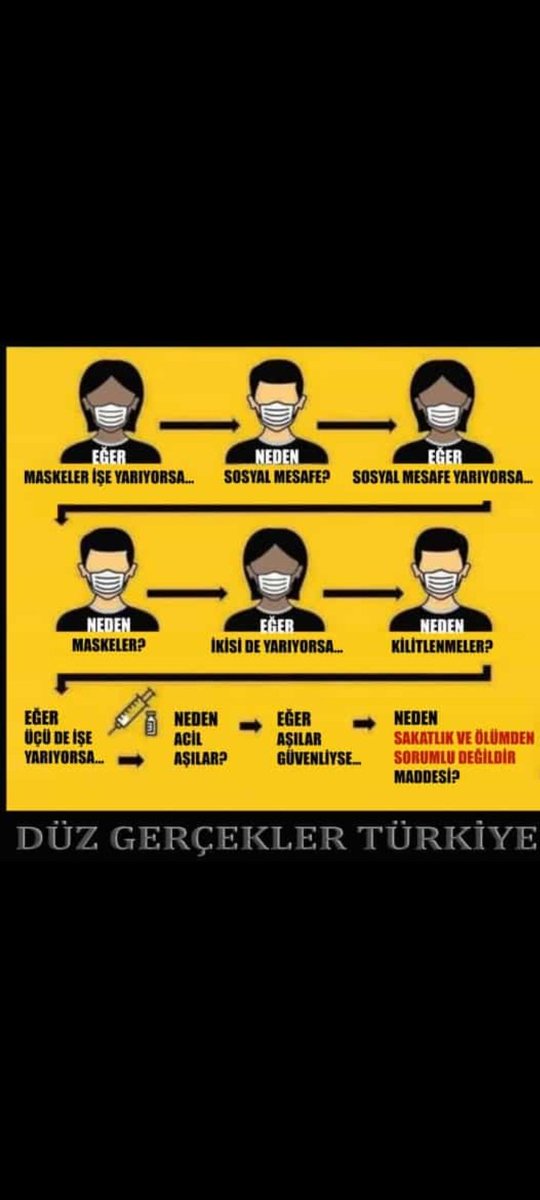 EĞER
MASKELER İŞE YARIYORSA...
NEDEN
SOSYAL MESAFE?
EĞER
SOSYAL MESAFE YARIYORSA...
NEDEN
MASKELER?
EĞER
İKİSİ DE YARIYORSA...
NEDEN
KİLİTLENMELER?
EĞER
ÜÇÜ DE İŞE
YARIYORSA...
NEDEN
ACİL
AŞILAR?
EĞER
AŞILAR
GÜVENLİYSE...
NEDEN
SAKATLIK VE ÖLÜMDEN
SORUMLU DEĞİLDİR
MADDESİ?
DÜZ GERÇEKLER TÜRKİYE